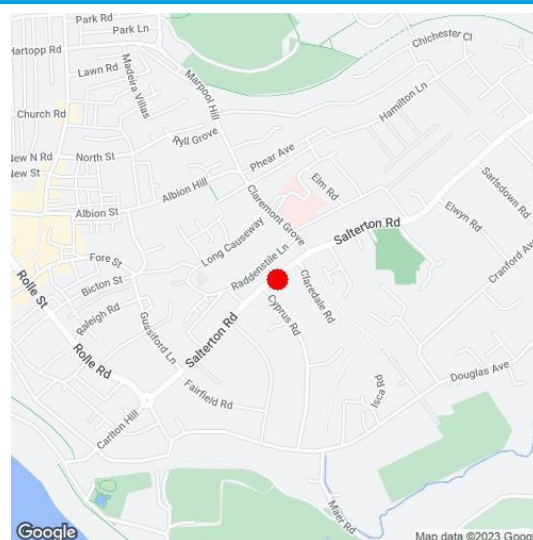 Park Rd
Park Ln
Hartopp Rd
Lawn Rd
Madeira Villas
Marpool Hill
Chichester Cl
Church Rd
Ryll Grove
Hamilton Ln
New N Rd
North St
New St
Phear Ave
Albion Hill
Elm Rd
Claremont Grove
Sarlsdown Rd
Albion St
Elwyn Rd
Long Causeway
Salterton Rd
Fore St
Raddenstile Ln
Cranford Ave
Bicton St
Rolle St
Raleigh Rd
Gussiford Ln
Cyprus Rd
Claredale Rd
Salterton Rd
Rolle Rd
Douglas Ave
Isca Rd
Fairfield Rd
Carlton Hill
Maer Rd
Google
Map data ©2023 Google